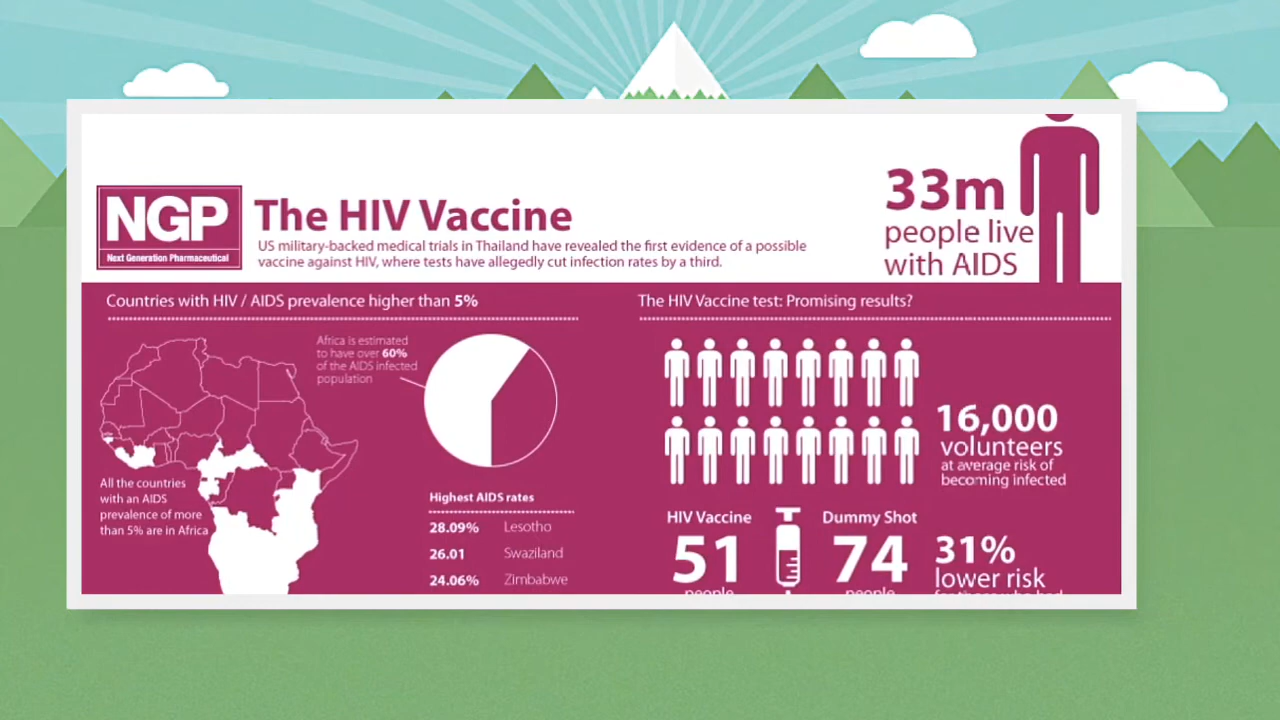 NGP
Next Generation Pharmaceutical
The HIV Vaccine
US military-backed medical trials in Thailand have revealed the first evidence of a possible
vaccine against HIV, where tests have allegedly cut infection rates by a third.
33m
people live
with AIDS
Countries with HIV / AIDS prevalence higher than 5%
Africa is estimated
to have over 60%
of the AIDS infected
population
All the countries
with an AIDS
prevalence of more
than 5% are in Africa
Highest AIDS rates
28.09% Lesotho
26.01 Swaziland
24.06% Zimbabwe
The HIV Vaccine test: Promising results?
16,000
volunteers
at average risk of
becoming infected
HIV Vaccine
51
people
Dummy Shot
74
people
31%
lower risk